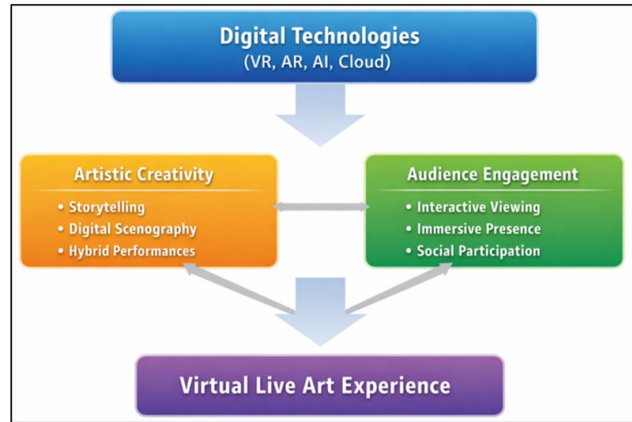 Digital Technologies
(VR, AR, AI, Cloud)
Artistic Creativity
• Storytelling
• Digital Scenography
• Hybrid Performances
Audience Engagement
• Interactive Viewing
• Immersive Presence
• Social Participation
Virtual Live Art Experience